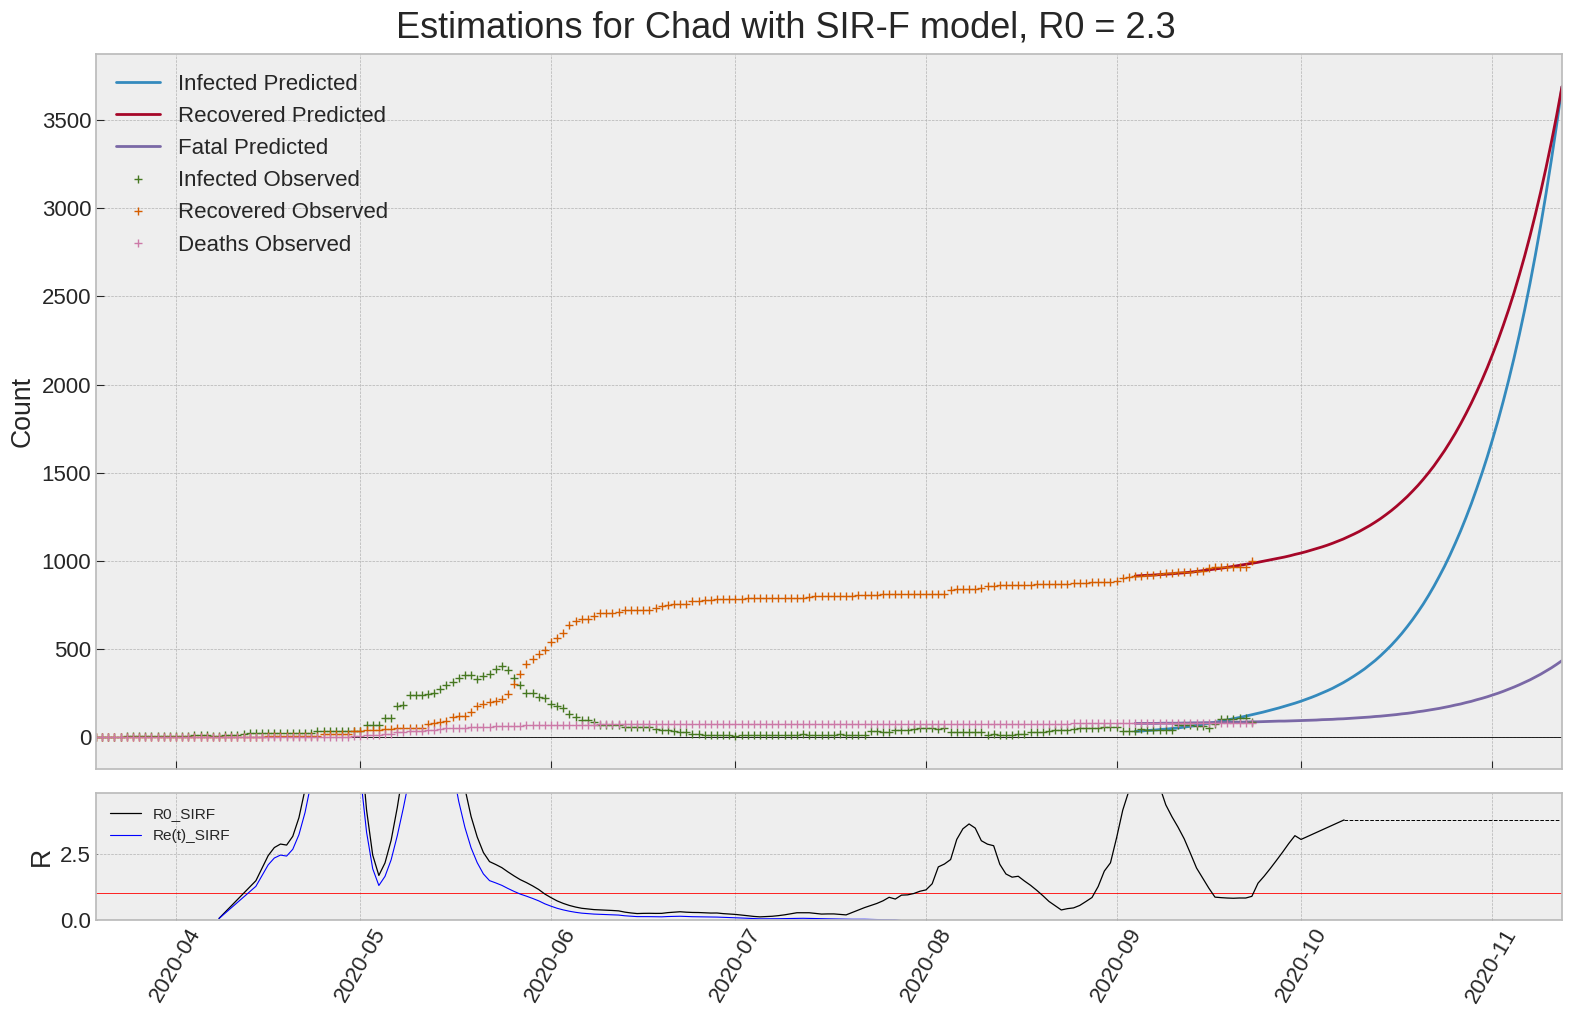 Estimations for Chad with SIR-F model, R0 = 2.3
Infected Predicted
Recovered Predicted
Fatal Predicted
Infected Observed
Recovered Observed
Deaths Observed
Count
3500
3000
2500
2000
1500
1000
500
0
R0_SIRF
Re(t)_SIRF
R
2.5
0.0
2020-04
2020-05
2020-06
2020-07
2020-08
2020-09
2020-10
2020-11